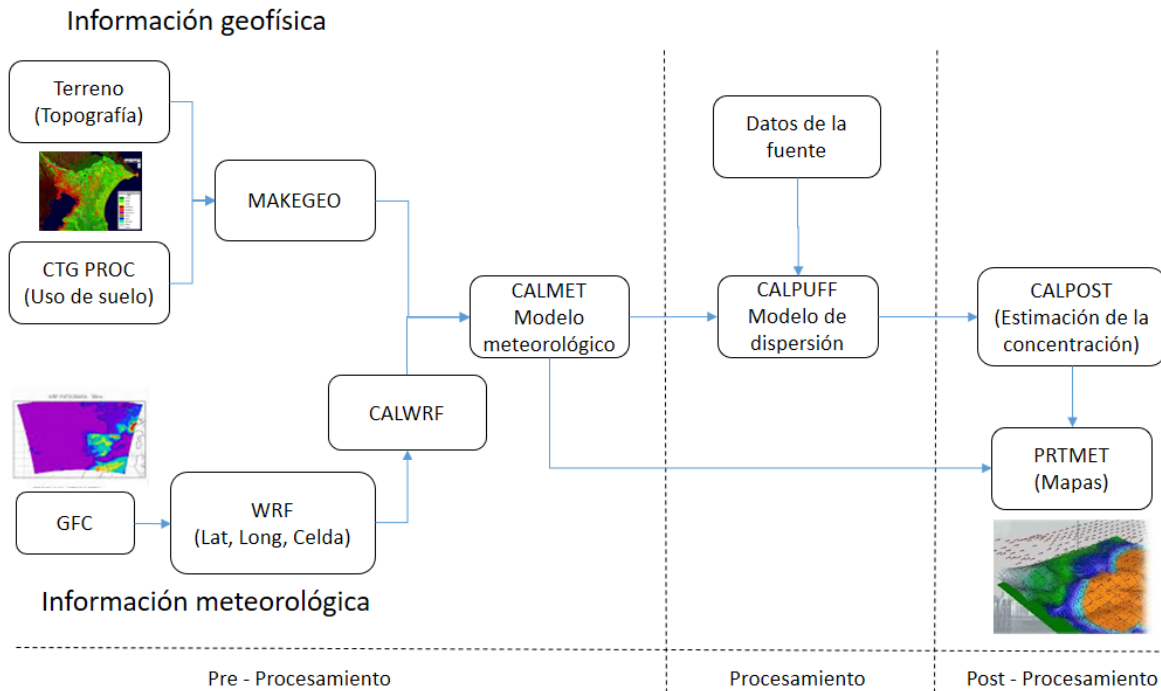 Información geofísica
Terreno
(Topografía)
MAKEGEO
CTG PROC
(Uso de suelo)
Datos de la
fuente
CALMET
Modelo
meteorológico
CALPUFF
Modelo de
dispersión
CALPOST
(Estimación de la
concentración)
CALWRF
PRTMET
(Mapas)
GFC
WRF
(Lat, Long, Celda)
Información meteorológica
Pre - Procesamiento
Procesamiento
Post - Procesamiento